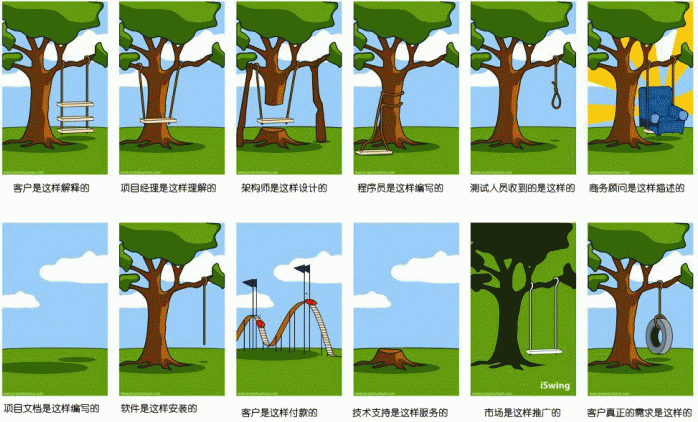 客户是这样解释的
项目经理是这样理解的
架构师是这样设计的
程序员是这样编写的
测试人员收到的是这样的
商务顾问是这样描述的
iSwing
项目文档是这样编写的
软件是这样安装的
客户是这样付款的
技术支持是这样服务的
市场是这样推广的
客户真正的需求是这样的